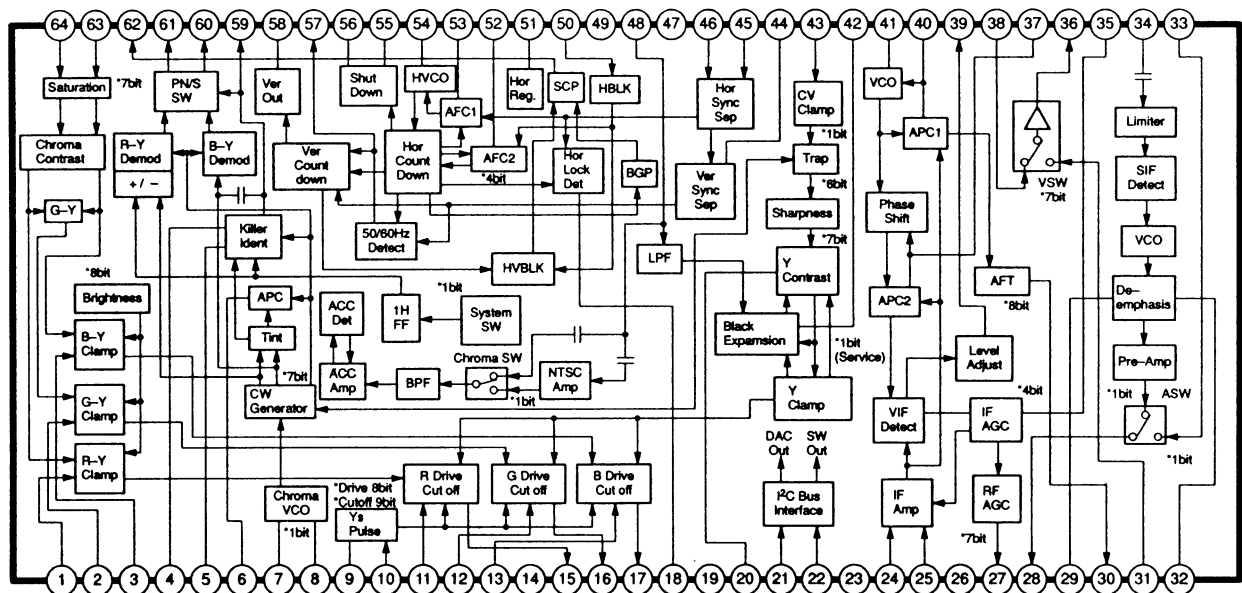 64 63 62 61 60 59 58 57 56 55 54 53 52 51 50 49 48 47 46 45 44 43 42 41 40 39 38 37 36 35 34 33
Saturation
*7bit
PN/S
SW
Ver
Out
Shut
Down
HVCO
AFC1
Hor
Reg.
SCP
HBLK
Hor
Sync
Sep
CV
Clamp
*1bit
VCO
APC1
Limiter
Chroma
Contrast
R–Y
Demod
+ / –
B–Y
Demod
Ver
Count
down
Hor
Count
Down
AFC2
*4bit
Hor
Lock
Det
BGP
Ver
Sync
Sep
Trap
*6bit
Sharpness
*7bit
VSW
*7bit
SIF
Detect
G–Y
Killer
Ident
50/60Hz
Detect
HVBLK
LPF
Y
Contrast
Phase
Shift
VCO
*8bit
Brightness
APC
ACC
Det
1H
FF
*1bit
System
SW
Black
Expamsion
*1bit
(Service)
APC2
AFT
*8bit
De–
emphasis
B–Y
Clamp
Tint
*7bit
ACC
Amp
BPF
Chroma SW
*1bit
NTSC
Amp
Y
Clamp
Level
Adjust
*4bit
Pre–Amp
G–Y
Clamp
CW
Generator
VIF
Detect
IF
AGC
*1bit
ASW
*1bit
R–Y
Clamp
R Drive
Cut off
G Drive
Cut off
B Drive
Cut off
DAC
Out
SW
Out
*Drive 8bit
*Cutoff 9bit
Chroma
VCO
*1bit
Ys
Pulse
I²C Bus
Interface
IF
Amp
RF
AGC
*7bit
1 2 3 4 5 6 7 8 9 10 11 12 13 14 15 16 17 18 19 20 21 22 23 24 25 26 27 28 29 30 31 32